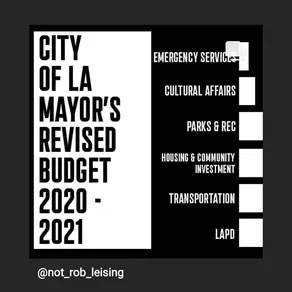 CITY
OF LA
MAYOR'S
REVISED
BUDGET
2020 -
2021
EMERGENCY SERVICES
CULTURAL AFFAIRS
PARKS & REC
HOUSING & COMMUNITY
INVESTMENT
TRANSPORTATION
LAPD
@not_rob_leising